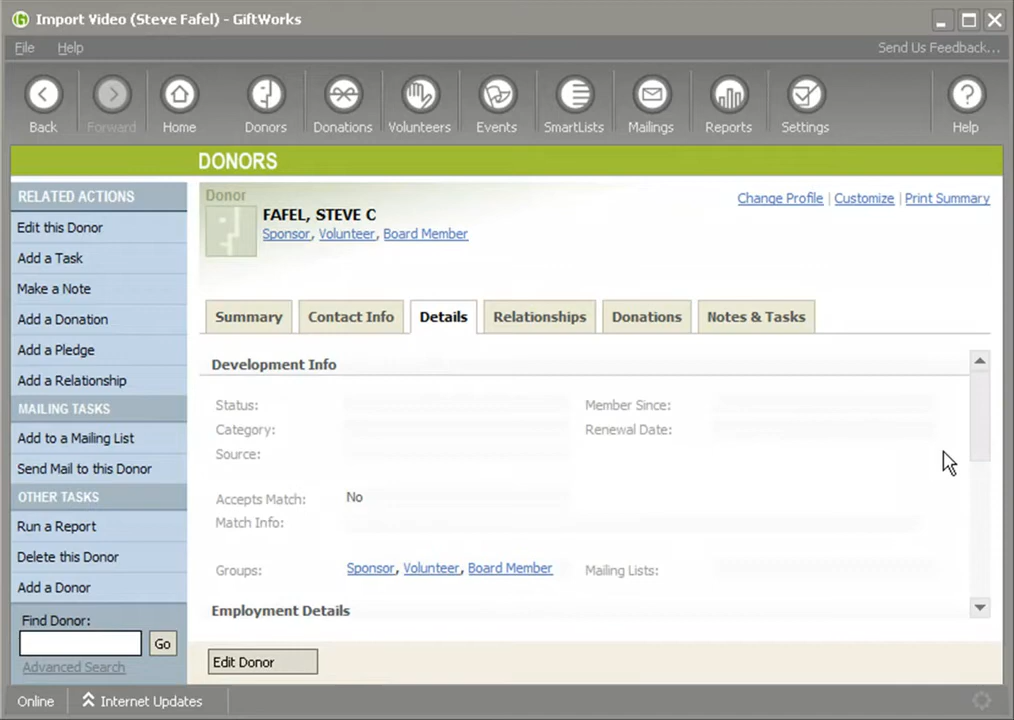 Import Video (Steve Fafel) - GiftWorks
File Help Send Us Feedback...
Back Forward Home Donors Donations Volunteers Events SmartLists Mailings Reports Settings Help
DONORS
RELATED ACTIONS
Edit this Donor
Add a Task
Make a Note
Add a Donation
Add a Pledge
Add a Relationship
MAILING TASKS
Add to a Mailing List
Send Mail to this Donor
OTHER TASKS
Run a Report
Delete this Donor
Add a Donor
Find Donor:
Go
Advanced Search
Donor
FAFEL, STEVE C
Sponsor, Volunteer, Board Member
Change Profile | Customize | Print Summary
Summary Contact Info Details Relationships Donations Notes & Tasks
Development Info
Status: Member Since:
Category: Renewal Date:
Source:
Accepts Match: No
Match Info:
Groups: Sponsor, Volunteer, Board Member Mailing Lists:
Employment Details
Edit Donor
Online Internet Updates